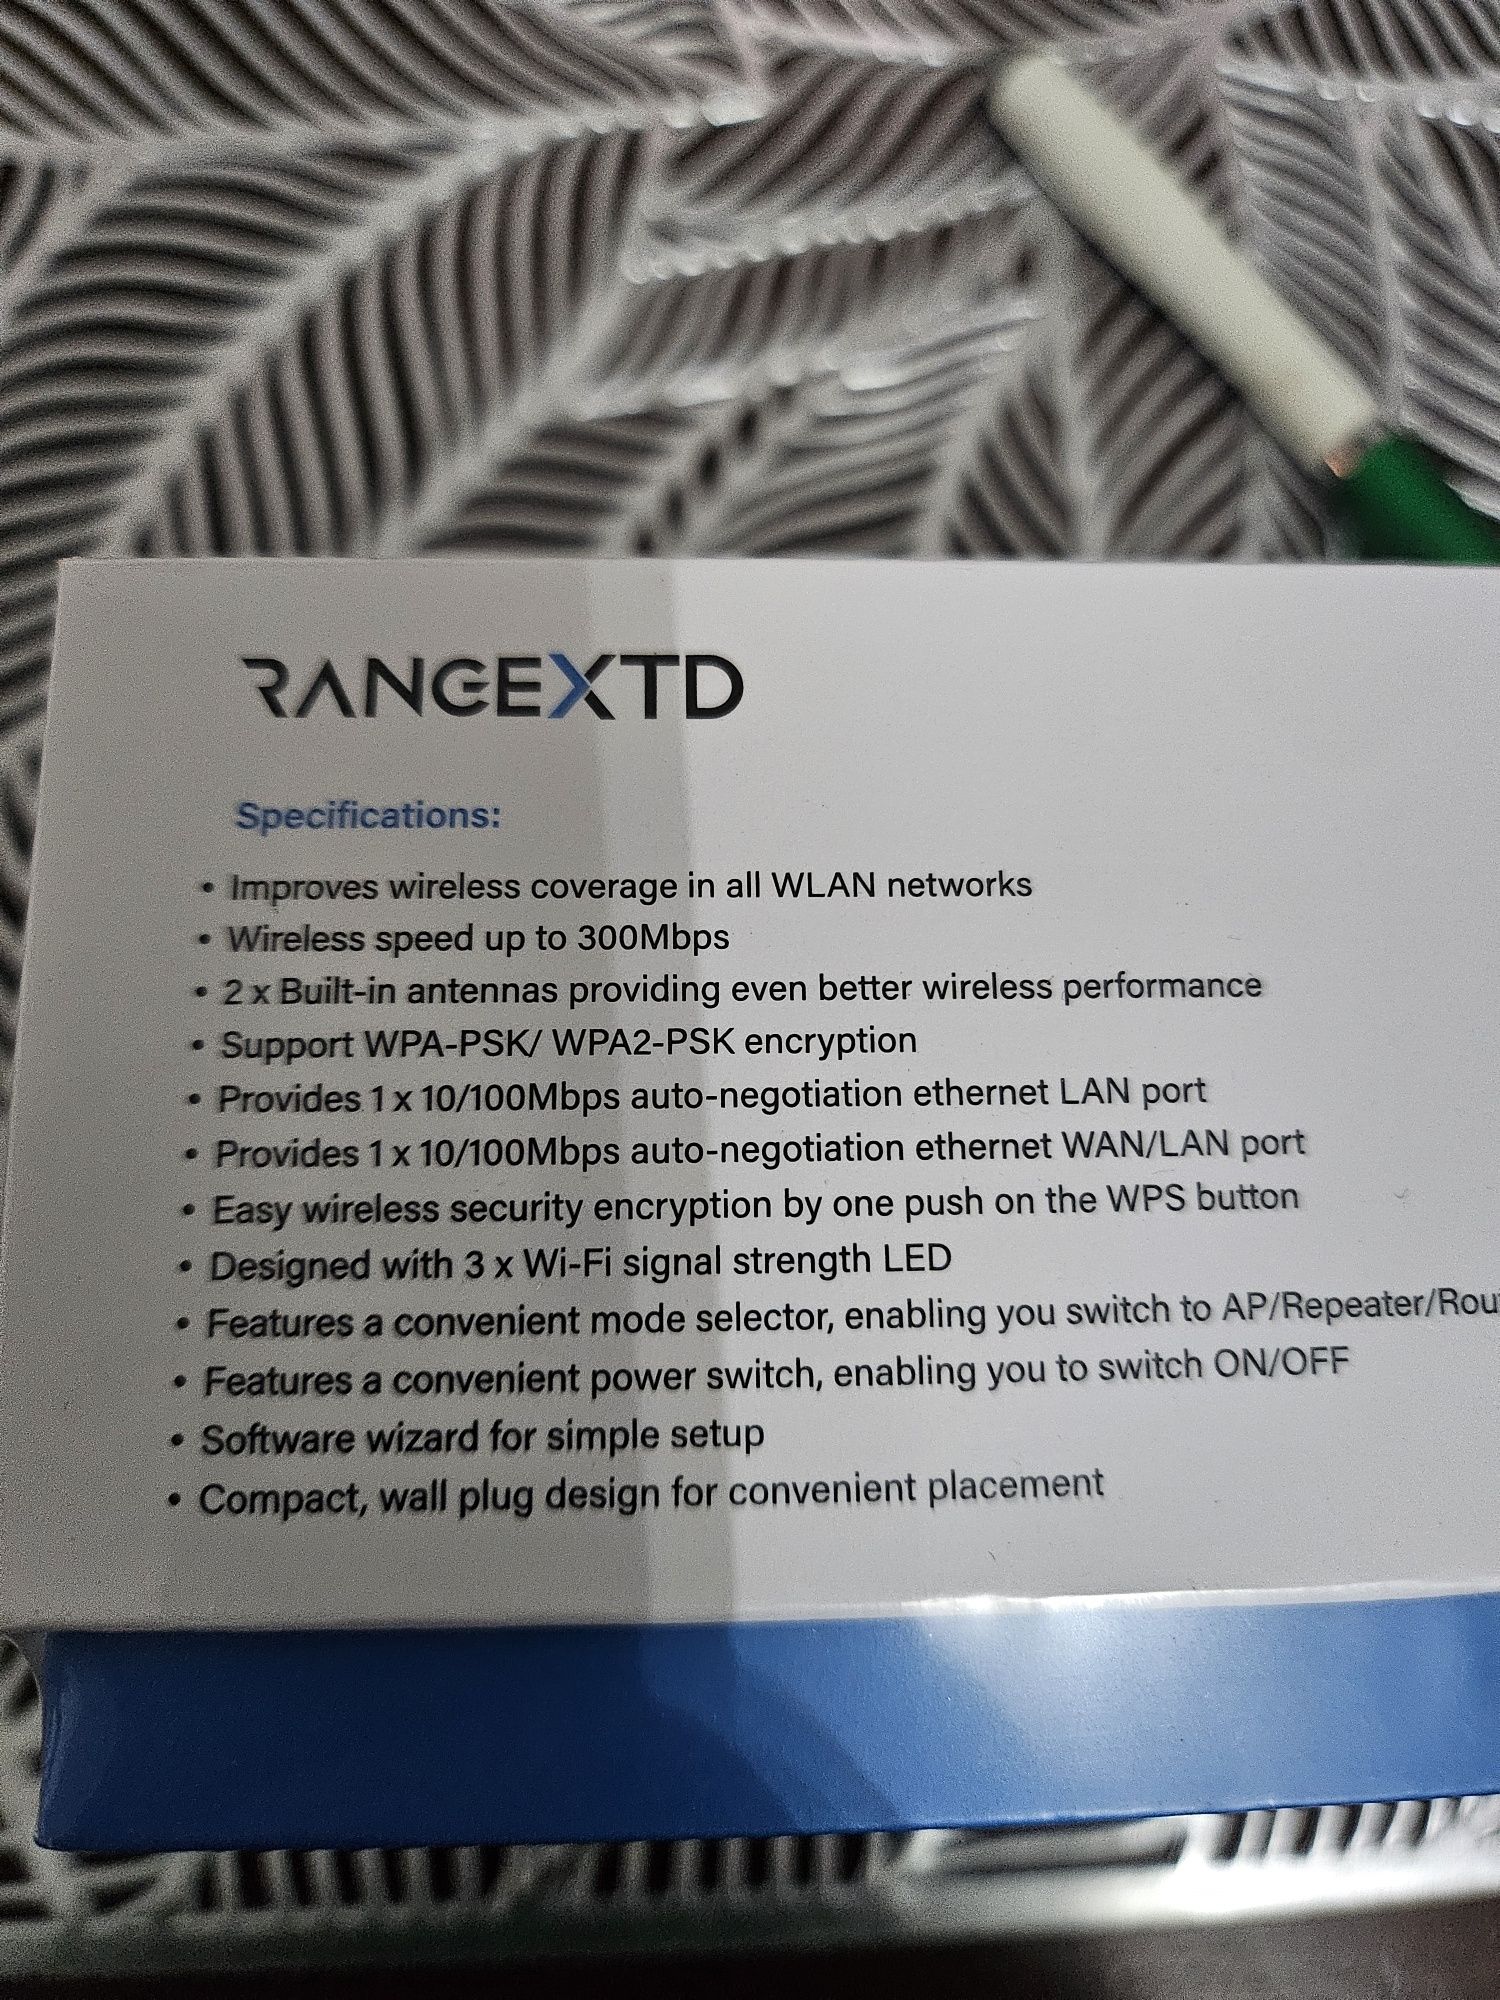 RANGEXTD
Specifications:
• Improves wireless coverage in all WLAN networks
• Wireless speed up to 300Mbps
• 2 x Built-in antennas providing even better wireless performance
• Support WPA-PSK/ WPA2-PSK encryption
• Provides 1 x 10/100Mbps auto-negotiation ethernet LAN port
• Provides 1 x 10/100Mbps auto-negotiation ethernet WAN/LAN port
• Easy wireless security encryption by one push on the WPS button
• Designed with 3 x Wi-Fi signal strength LED
• Features a convenient mode selector, enabling you switch to AP/Repeater/
• Features a convenient power switch, enabling you to switch ON/OFF
• Software wizard for simple setup
• Compact, wall plug design for convenient placement